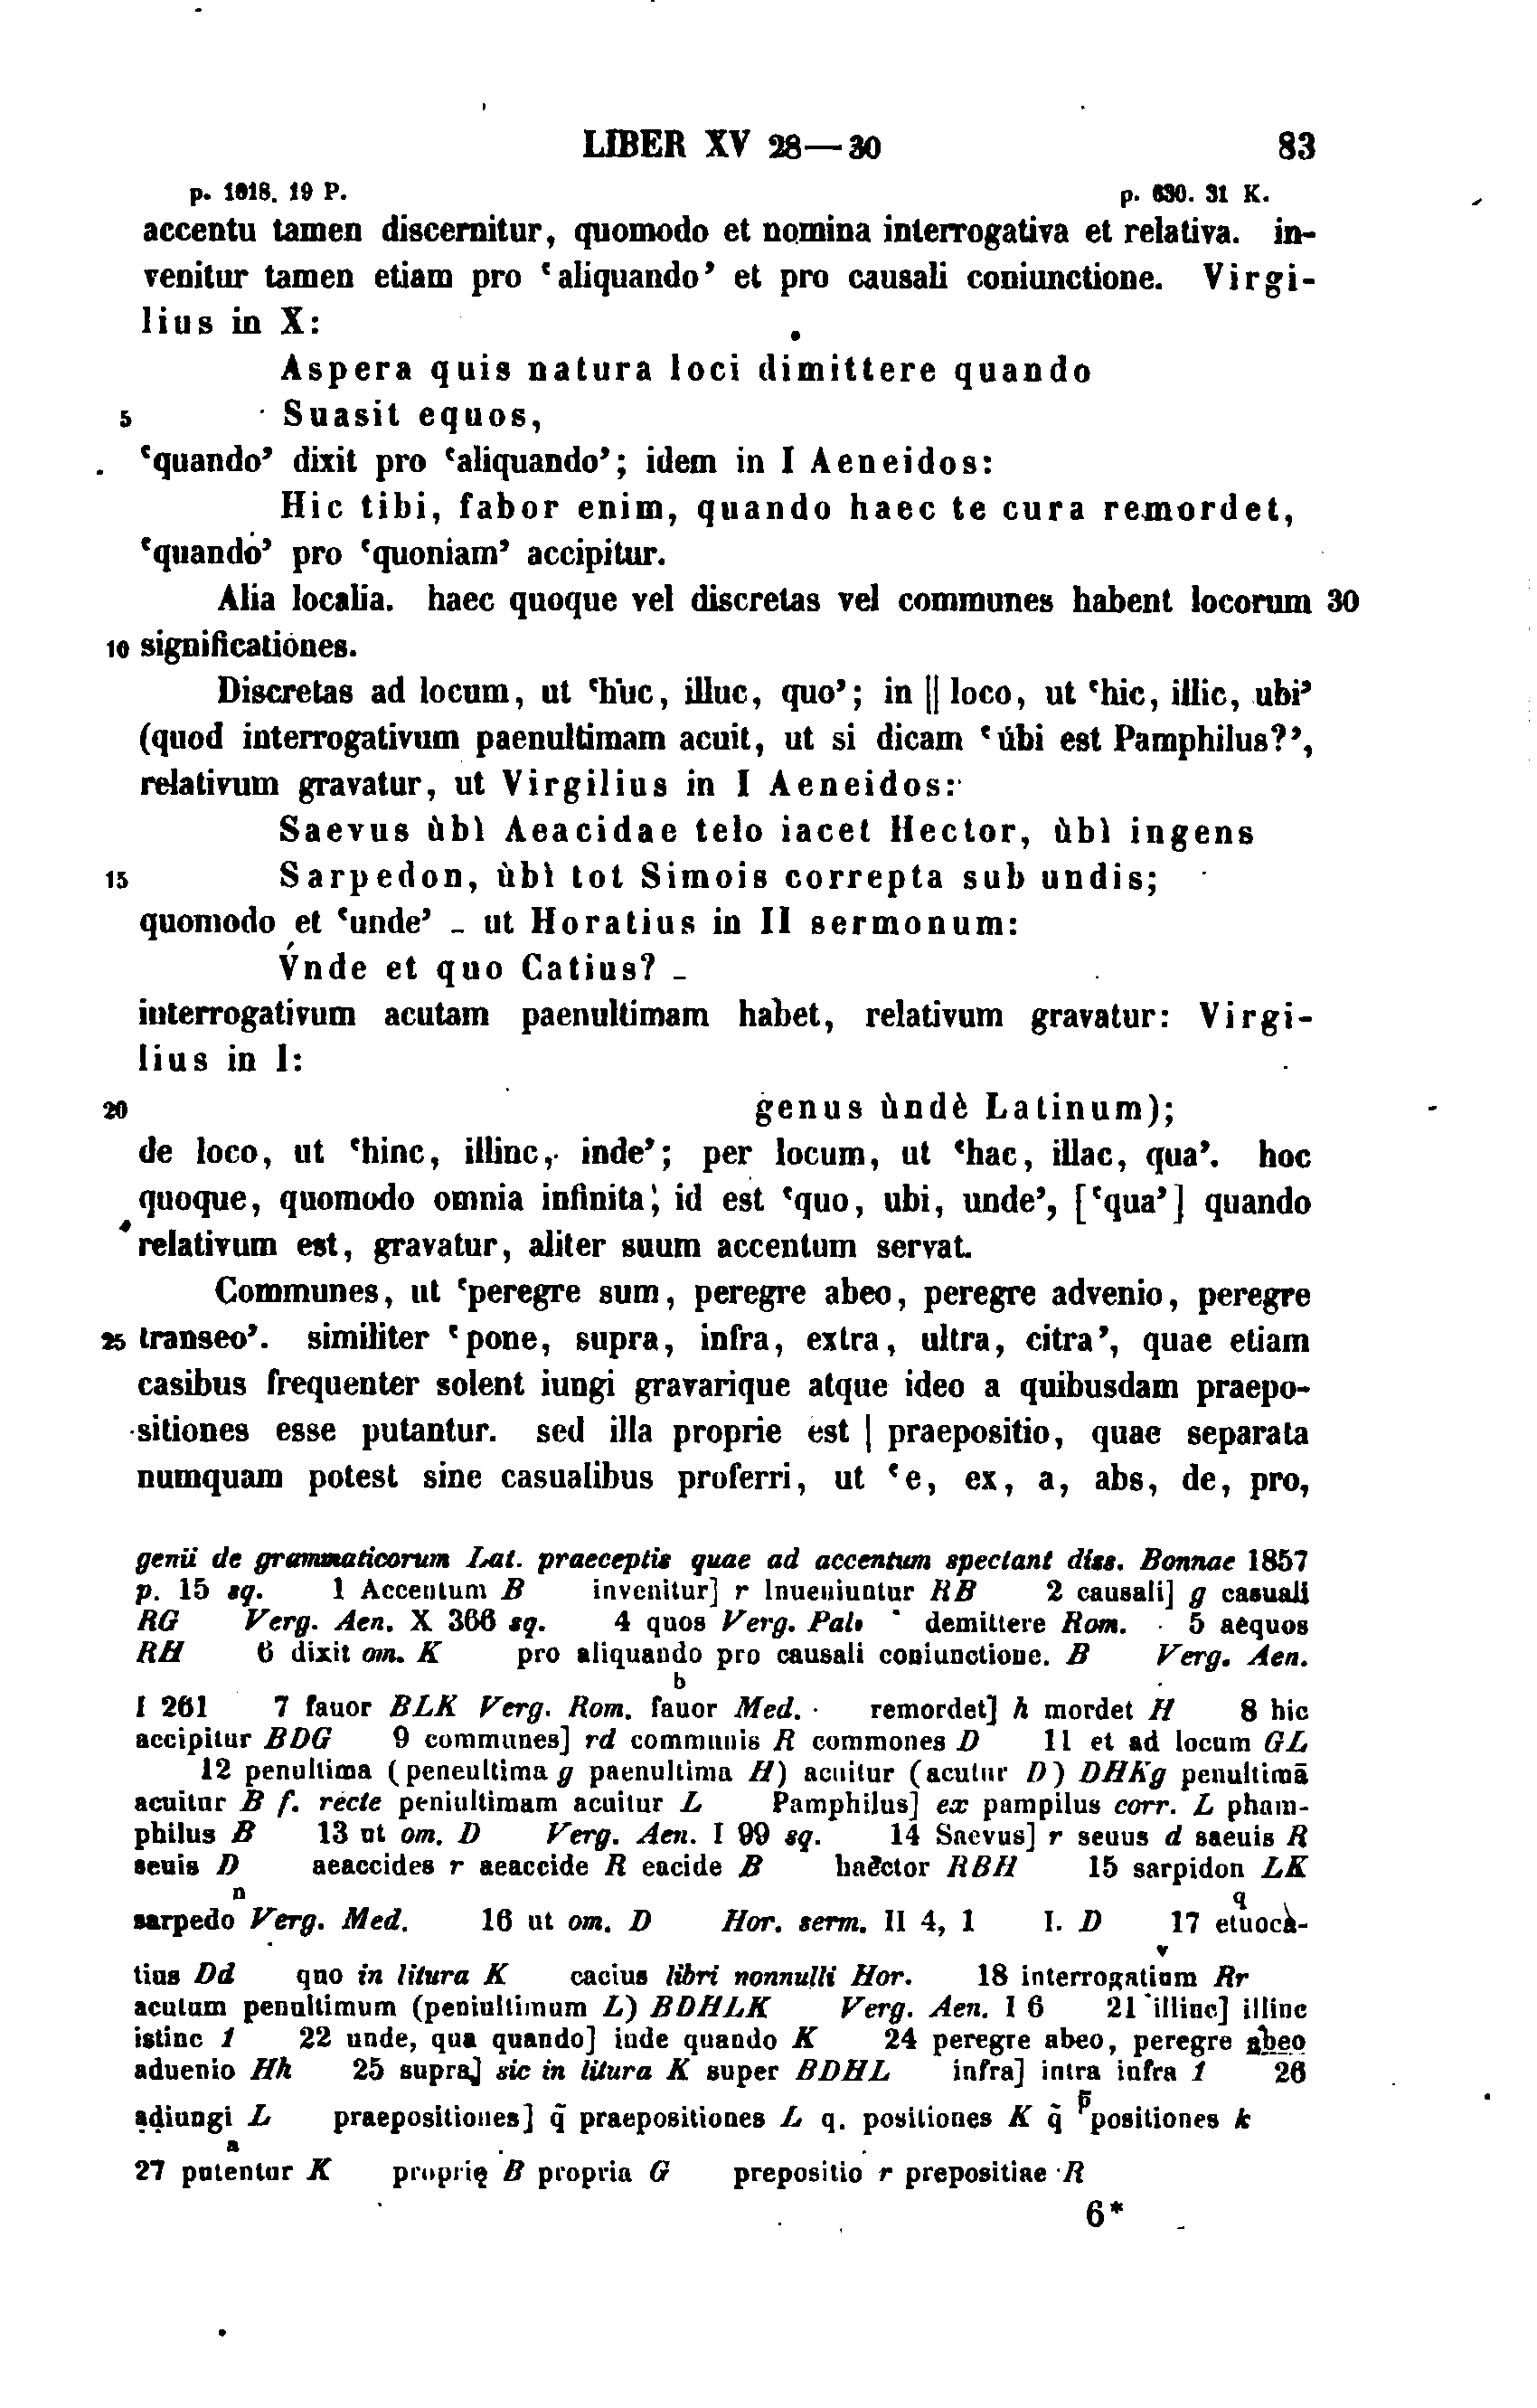 LIBER XV 28—30 83
p. 1018. 19 P. p. 630. 31 K.
accentu tamen discernitur, quomodo et nomina interrogativa et relativa. in-
venitur tamen etiam pro ‘aliquando’ et pro causali coniunctione. Virgi-
lius in X:
Aspera quis natura loci dimittere quando
5 Suasit equos,
‘quando’ dixit pro ‘aliquando’; idem in I Aeneidos:
Hic tibi, fabor enim, quando haec te cura remordet,
‘quando’ pro ‘quoniam’ accipitur.
Alia localia. haec quoque vel discretas vel communes habent locorum 30
10 significationes.
Discretas ad locum, ut ‘huc, illuc, quo’; in || loco, ut ‘hic, illic, ubi’
(quod interrogativum paenultimam acuit, ut si dicam ‘úbi est Pamphilus?’,
relativum gravatur, ut Virgilius in I Aeneidos:
Saevus ùbì Aeacidae telo iacet Hector, ùbì ingens
15 Sarpedon, ùbì tot Simois correpta sub undis;
quomodo et ‘unde’ – ut Horatius in II sermonum:
V́nde et quo Catius? –
interrogativum acutam paenultimam habet, relativum gravatur: Virgi-
lius in I:
20 genus ùndè Latinum);
de loco, ut ‘hinc, illinc, inde’; per locum, ut ‘hac, illac, qua’. hoc
quoque, quomodo omnia infinita, id est ‘quo, ubi, unde’, [‘qua’] quando
relativum est, gravatur, aliter suum accentum servat.
Communes, ut ‘peregre sum, peregre abeo, peregre advenio, peregre
25 transeo’. similiter ‘pone, supra, infra, extra, ultra, citra’, quae etiam
casibus frequenter solent iungi gravarique atque ideo a quibusdam praepo-
sitiones esse putantur. sed illa proprie est | praepositio, quae separata
numquam potest sine casualibus proferri, ut ‘e, ex, a, abs, de, pro,
genii de grammaticorum Lat. praeceptis quae ad accentum spectant diss. Bonnae 1857
p. 15 sq. 1 Accentum B invenitur] r Inueniuntur RB 2 causali] g casuali
RG Verg. Aen. X 366 sq. 4 quos Verg. Pal. demittere Rom. 5 aequos
RH 6 dixit om. K pro aliquando pro causali coniunctione. B Verg. Aen.
b
I 261 7 fauor BLK Verg. Rom. fauor Med. remordet] h mordet H 8 hic
accipitur BDG 9 communes] rd communis R commones D 11 et ad locum GL
12 penultima (peneultima g paenultima H) acuitur (acutur D) DHKg penultimā
acuitur B f. recte peniultimam acuitur L Pamphilus] ex pampilus corr. L pham-
philus B 13 ut om. D Verg. Aen. I 99 sq. 14 Saevus] r seuus d saeuis R
seuis D aeaccides r aeaccide R eacide B haector RBH 15 sarpidon LK
n q
sarpedo Verg. Med. 16 ut om. D Hor. serm. II 4, 1 I. D 17 etuoca-
v
tius Dd quo in litura K cacius libri nonnulli Hor. 18 interrogatium Rr
acutum penultimum (peniultimum L) BDHLK Verg. Aen. I 6 21 illinc] illinc
istinc 1 22 unde, qua quando] inde quando K 24 peregre abeo, peregre abeo
aduenio Hh 25 supra] sic in litura K super BDHL infra] intra infra 1 26
adiungi L praepositiones] q̄ praepositiones L q. positiones K q̄ p̄positiones k
a
27 putentur K proprię B propria G prepositio r prepositiae R
6*